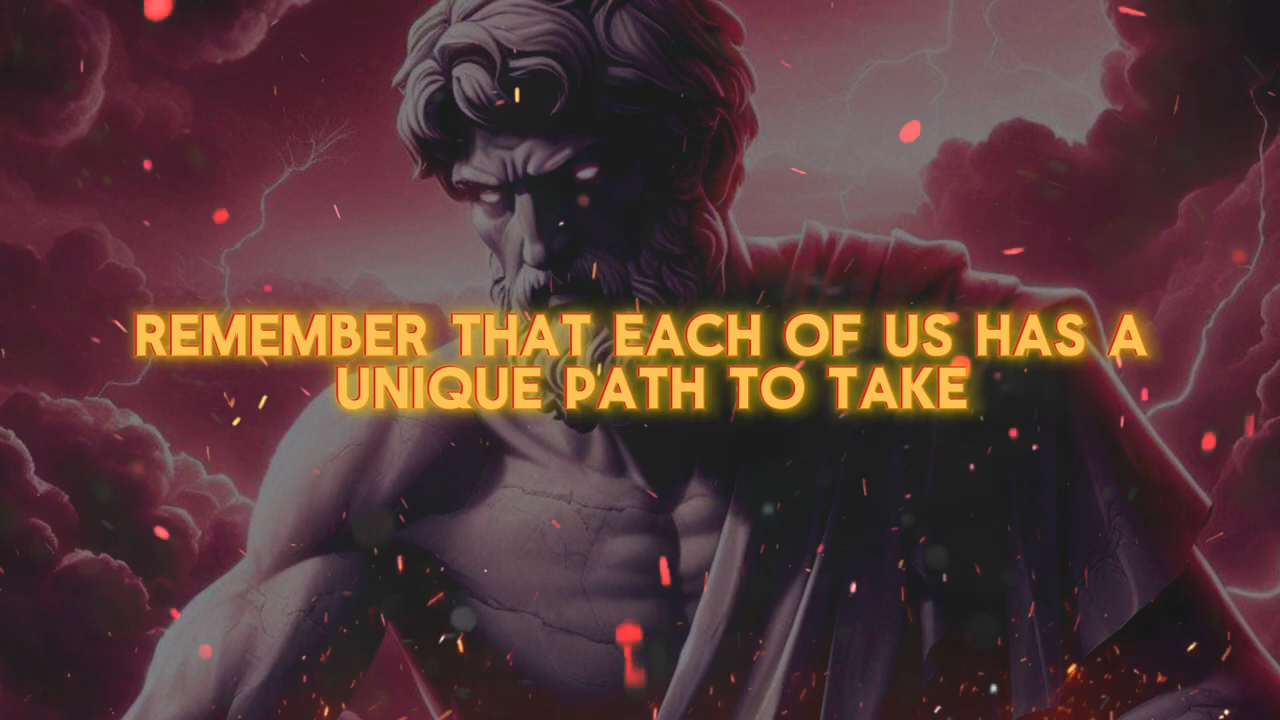 REMEMBER THAT EACH OF US HAS A
UNIQUE PATH TO TAKE